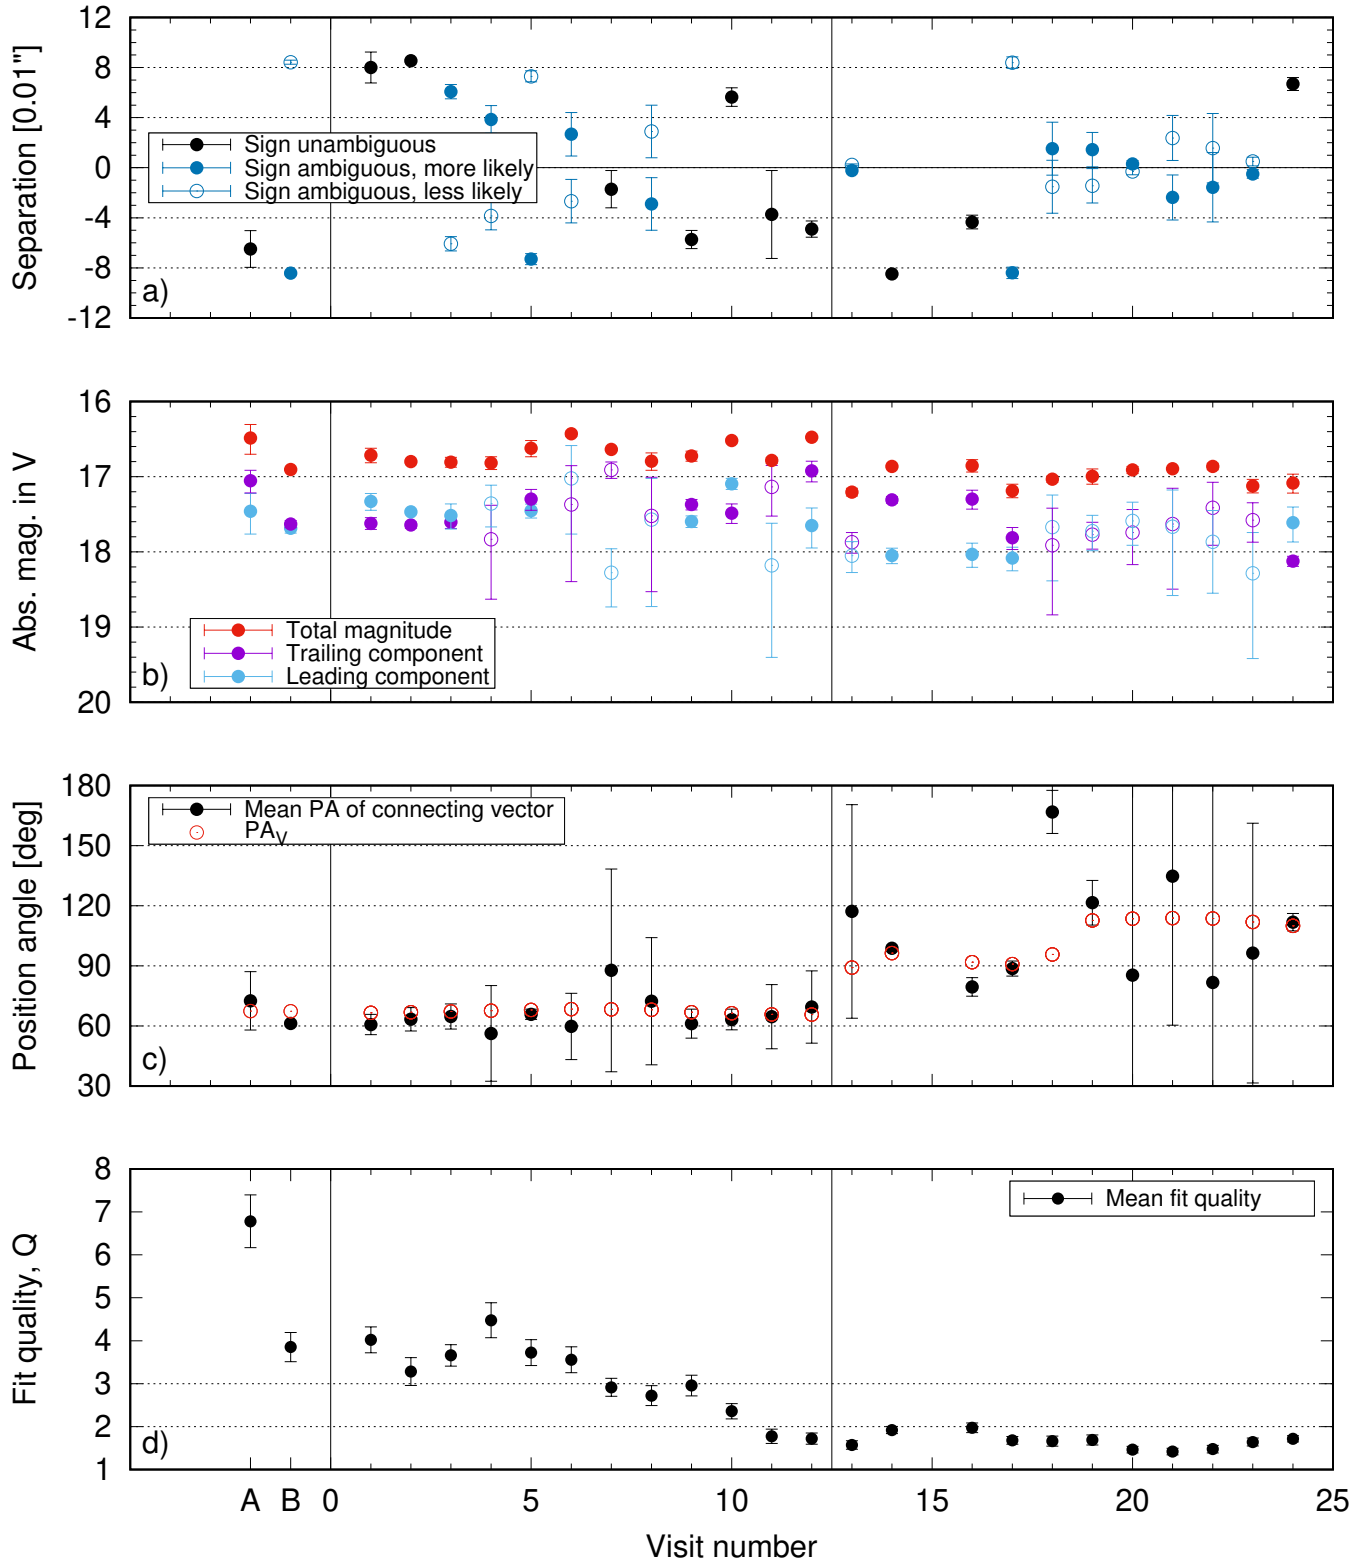 Separation [0.01"]
12
8
4
0
-4
-8
-12
Sign unambiguous
Sign ambiguous, more likely
Sign ambiguous, less likely
a)
Abs. mag. in V
16
17
18
19
20
Total magnitude
Trailing component
Leading component
b)
Position angle [deg]
180
150
120
90
60
30
Mean PA of connecting vector
PAV
c)
Fit quality, Q
8
7
6
5
4
3
2
1
Mean fit quality
d)
A B 0 5 10 15 20 25
Visit number